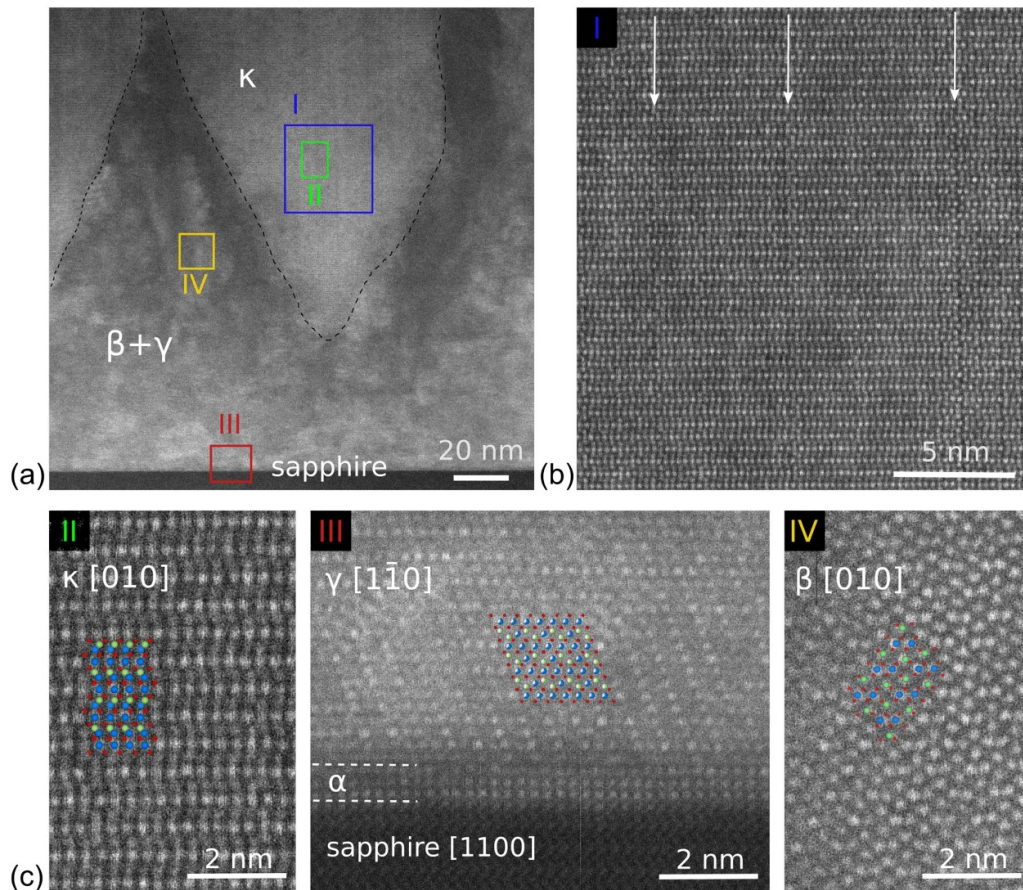 κ
I
II
IV
β+γ
III
sapphire
20 nm
(a)
I
5 nm
(b)
II
κ [010]
2 nm
III
γ [11̄0]
α
sapphire [1100]
2 nm
IV
β [010]
2 nm
(c)